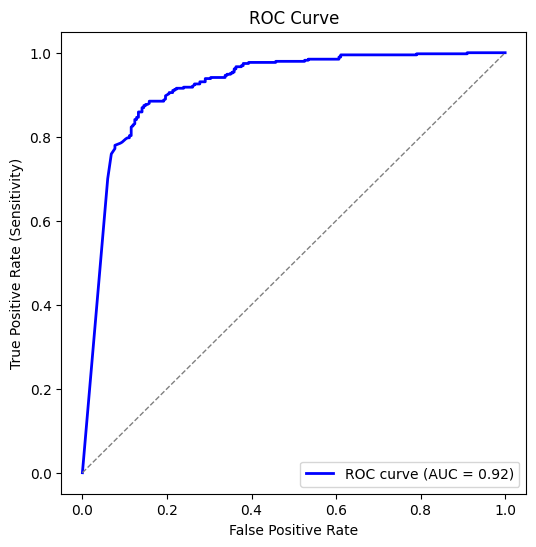 ROC Curve
True Positive Rate (Sensitivity)
1.0
0.8
0.6
0.4
0.2
0.0
ROC curve (AUC = 0.92)
0.0 0.2 0.4 0.6 0.8 1.0
False Positive Rate